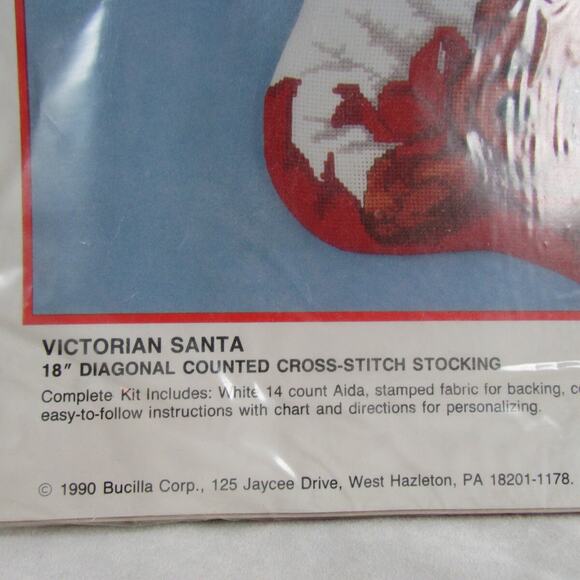 VICTORIAN SANTA
18" DIAGONAL COUNTED CROSS-STITCH STOCKING
Complete Kit Includes: White 14 count Aida, stamped fabric for backing,
easy-to-follow instructions with chart and directions for personalizing.
© 1990 Bucilla Corp., 125 Jaycee Drive, West Hazleton, PA 18201-1178.